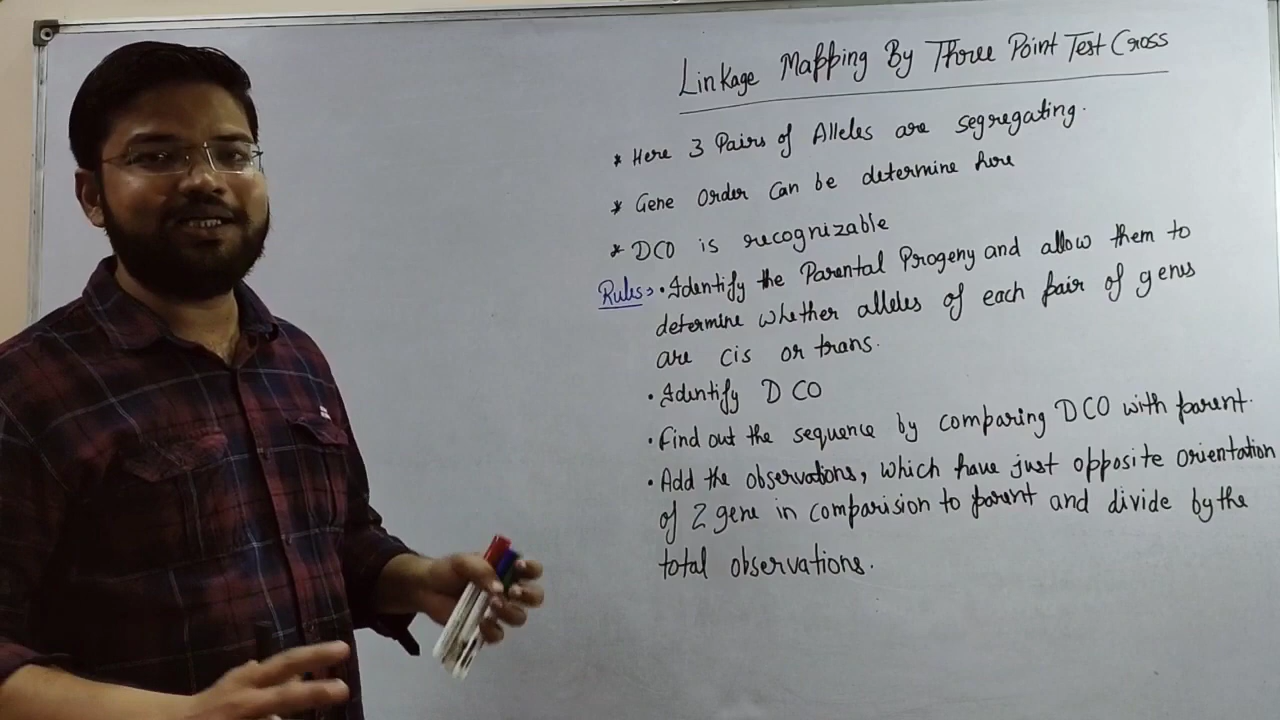 Linkage Mapping By Three Point Test Cross
* Here 3 Pairs of Alleles are segregating.
* Gene Order Can be determine here
* DCO is recognizable
Rules → • Identify the Parental Progeny and allow them to
determine whether alleles of each pair of genes
are cis or trans.
• Identify DCO
• Find out the sequence by comparing DCO with parent.
• Add the observations, which have just opposite orientation
of 2 gene in comparision to parent and divide by the
total observations.